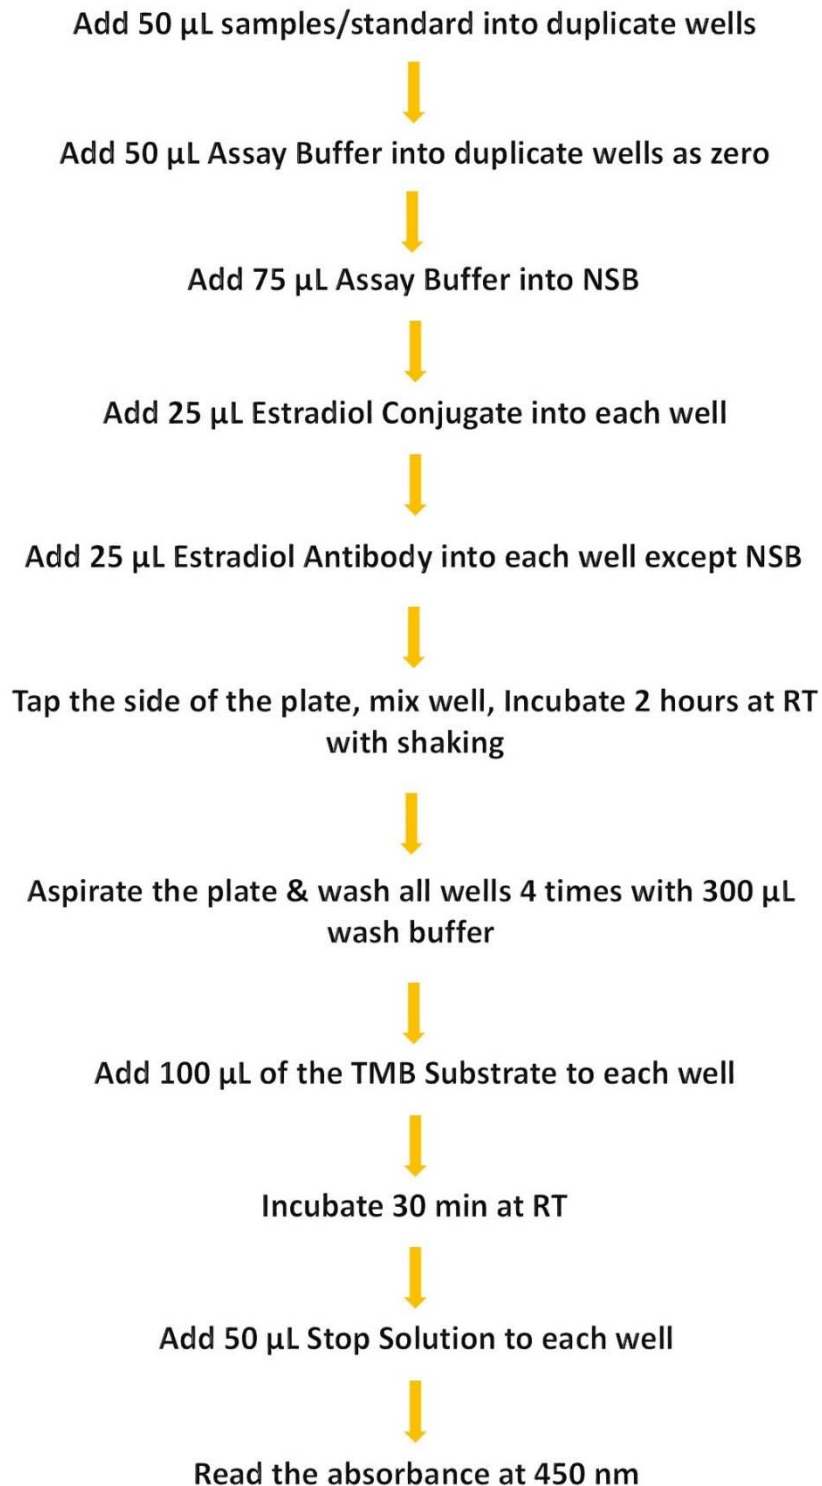 Add 50 µL samples/standard into duplicate wells
Add 50 µL Assay Buffer into duplicate wells as zero
Add 75 µL Assay Buffer into NSB
Add 25 µL Estradiol Conjugate into each well
Add 25 µL Estradiol Antibody into each well except NSB
Tap the side of the plate, mix well, Incubate 2 hours at RT
with shaking
Aspirate the plate & wash all wells 4 times with 300 µL
wash buffer
Add 100 µL of the TMB Substrate to each well
Incubate 30 min at RT
Add 50 µL Stop Solution to each well
Read the absorbance at 450 nm